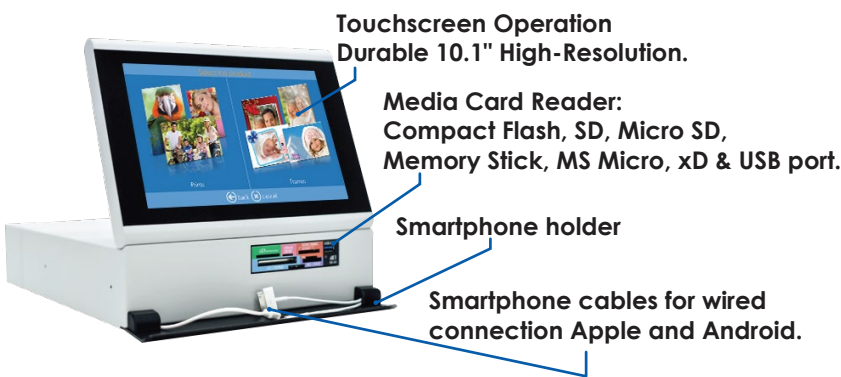 Touchscreen Operation
Durable 10.1" High-Resolution.
Media Card Reader:
Compact Flash, SD, Micro SD,
Memory Stick, MS Micro, xD & USB port.
Smartphone holder
Smartphone cables for wired
connection Apple and Android.
Prints
Frames
back
cancel